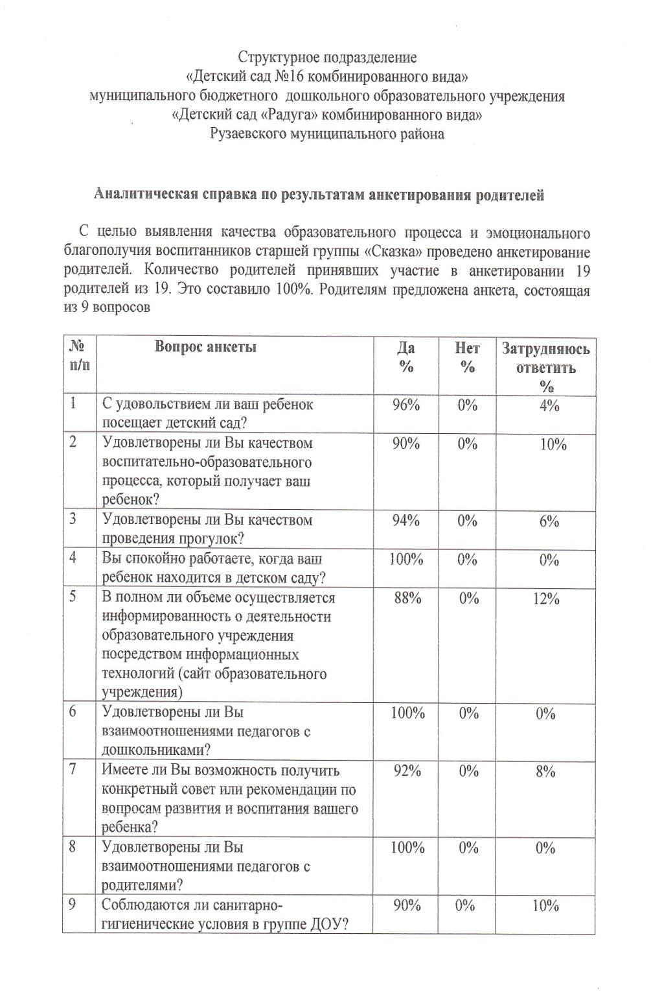 Структурное подразделение
«Детский сад №16 комбинированного вида»
муниципального бюджетного дошкольного образовательного учреждения
«Детский сад «Радуга» комбинированного вида»
Рузаевского муниципального района
Аналитическая справка по результатам анкетирования родителей
С целью выявления качества образовательного процесса и эмоционального
благополучия воспитанников старшей группы «Сказка» проведено анкетирование
родителей. Количество родителей принявших участие в анкетировании 19
родителей из 19. Это составило 100%. Родителям предложена анкета, состоящая
из 9 вопросов
№ Вопрос анкеты Да Нет Затрудняюсь
п/п % % ответить
%
1 С удовольствием ли ваш ребенок 96% 0% 4%
посещает детский сад?
2 Удовлетворены ли Вы качеством 90% 0% 10%
воспитательно-образовательного
процесса, который получает ваш
ребенок?
3 Удовлетворены ли Вы качеством 94% 0% 6%
проведения прогулок?
4 Вы спокойно работаете, когда ваш 100% 0% 0%
ребенок находится в детском саду?
5 В полном ли объеме осуществляется 88% 0% 12%
информированность о деятельности
образовательного учреждения
посредством информационных
технологий (сайт образовательного
учреждения)
6 Удовлетворены ли Вы 100% 0% 0%
взаимоотношениями педагогов с
дошкольниками?
7 Имеете ли Вы возможность получить 92% 0% 8%
конкретный совет или рекомендации по
вопросам развития и воспитания вашего
ребенка?
8 Удовлетворены ли Вы 100% 0% 0%
взаимоотношениями педагогов с
родителями?
9 Соблюдаются ли санитарно- 90% 0% 10%
гигиенические условия в группе ДОУ?